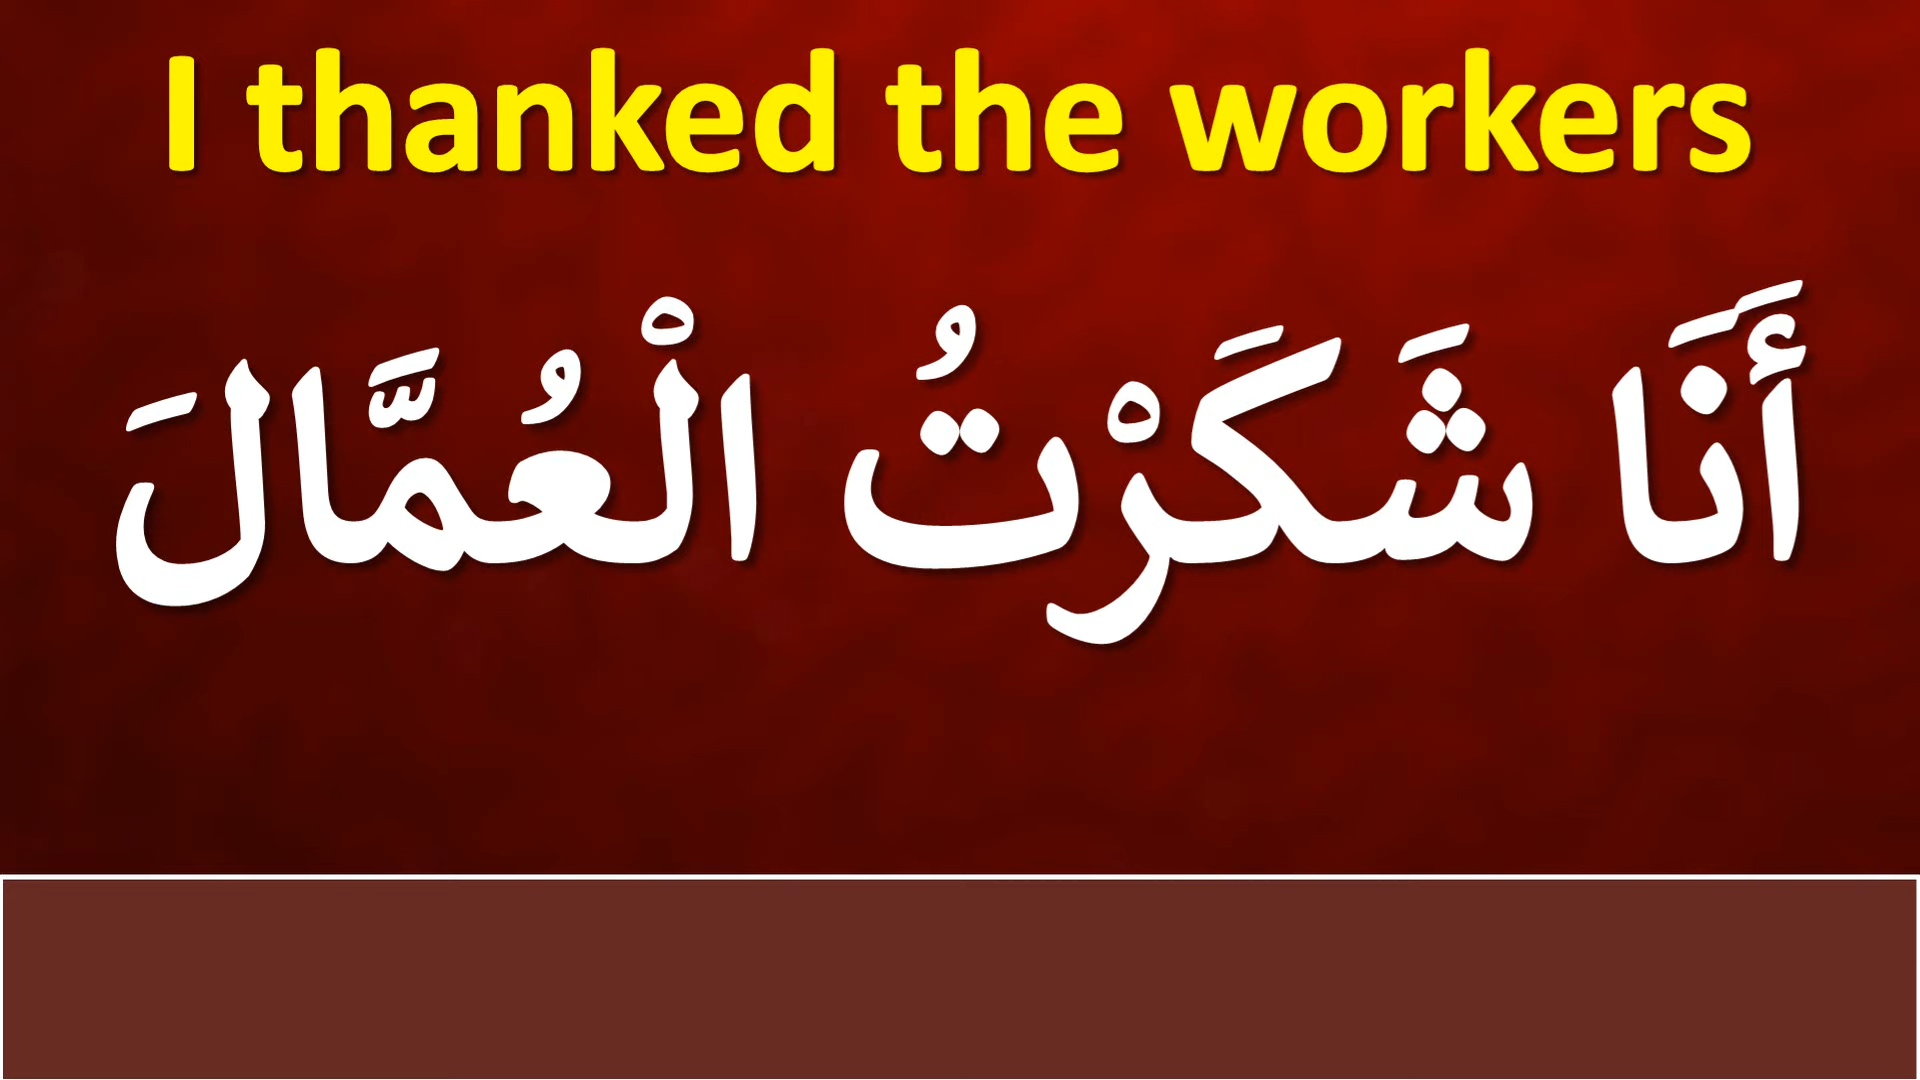 I thanked the workers
أَنَا شَكَرْتُ الْعُمَّالَ